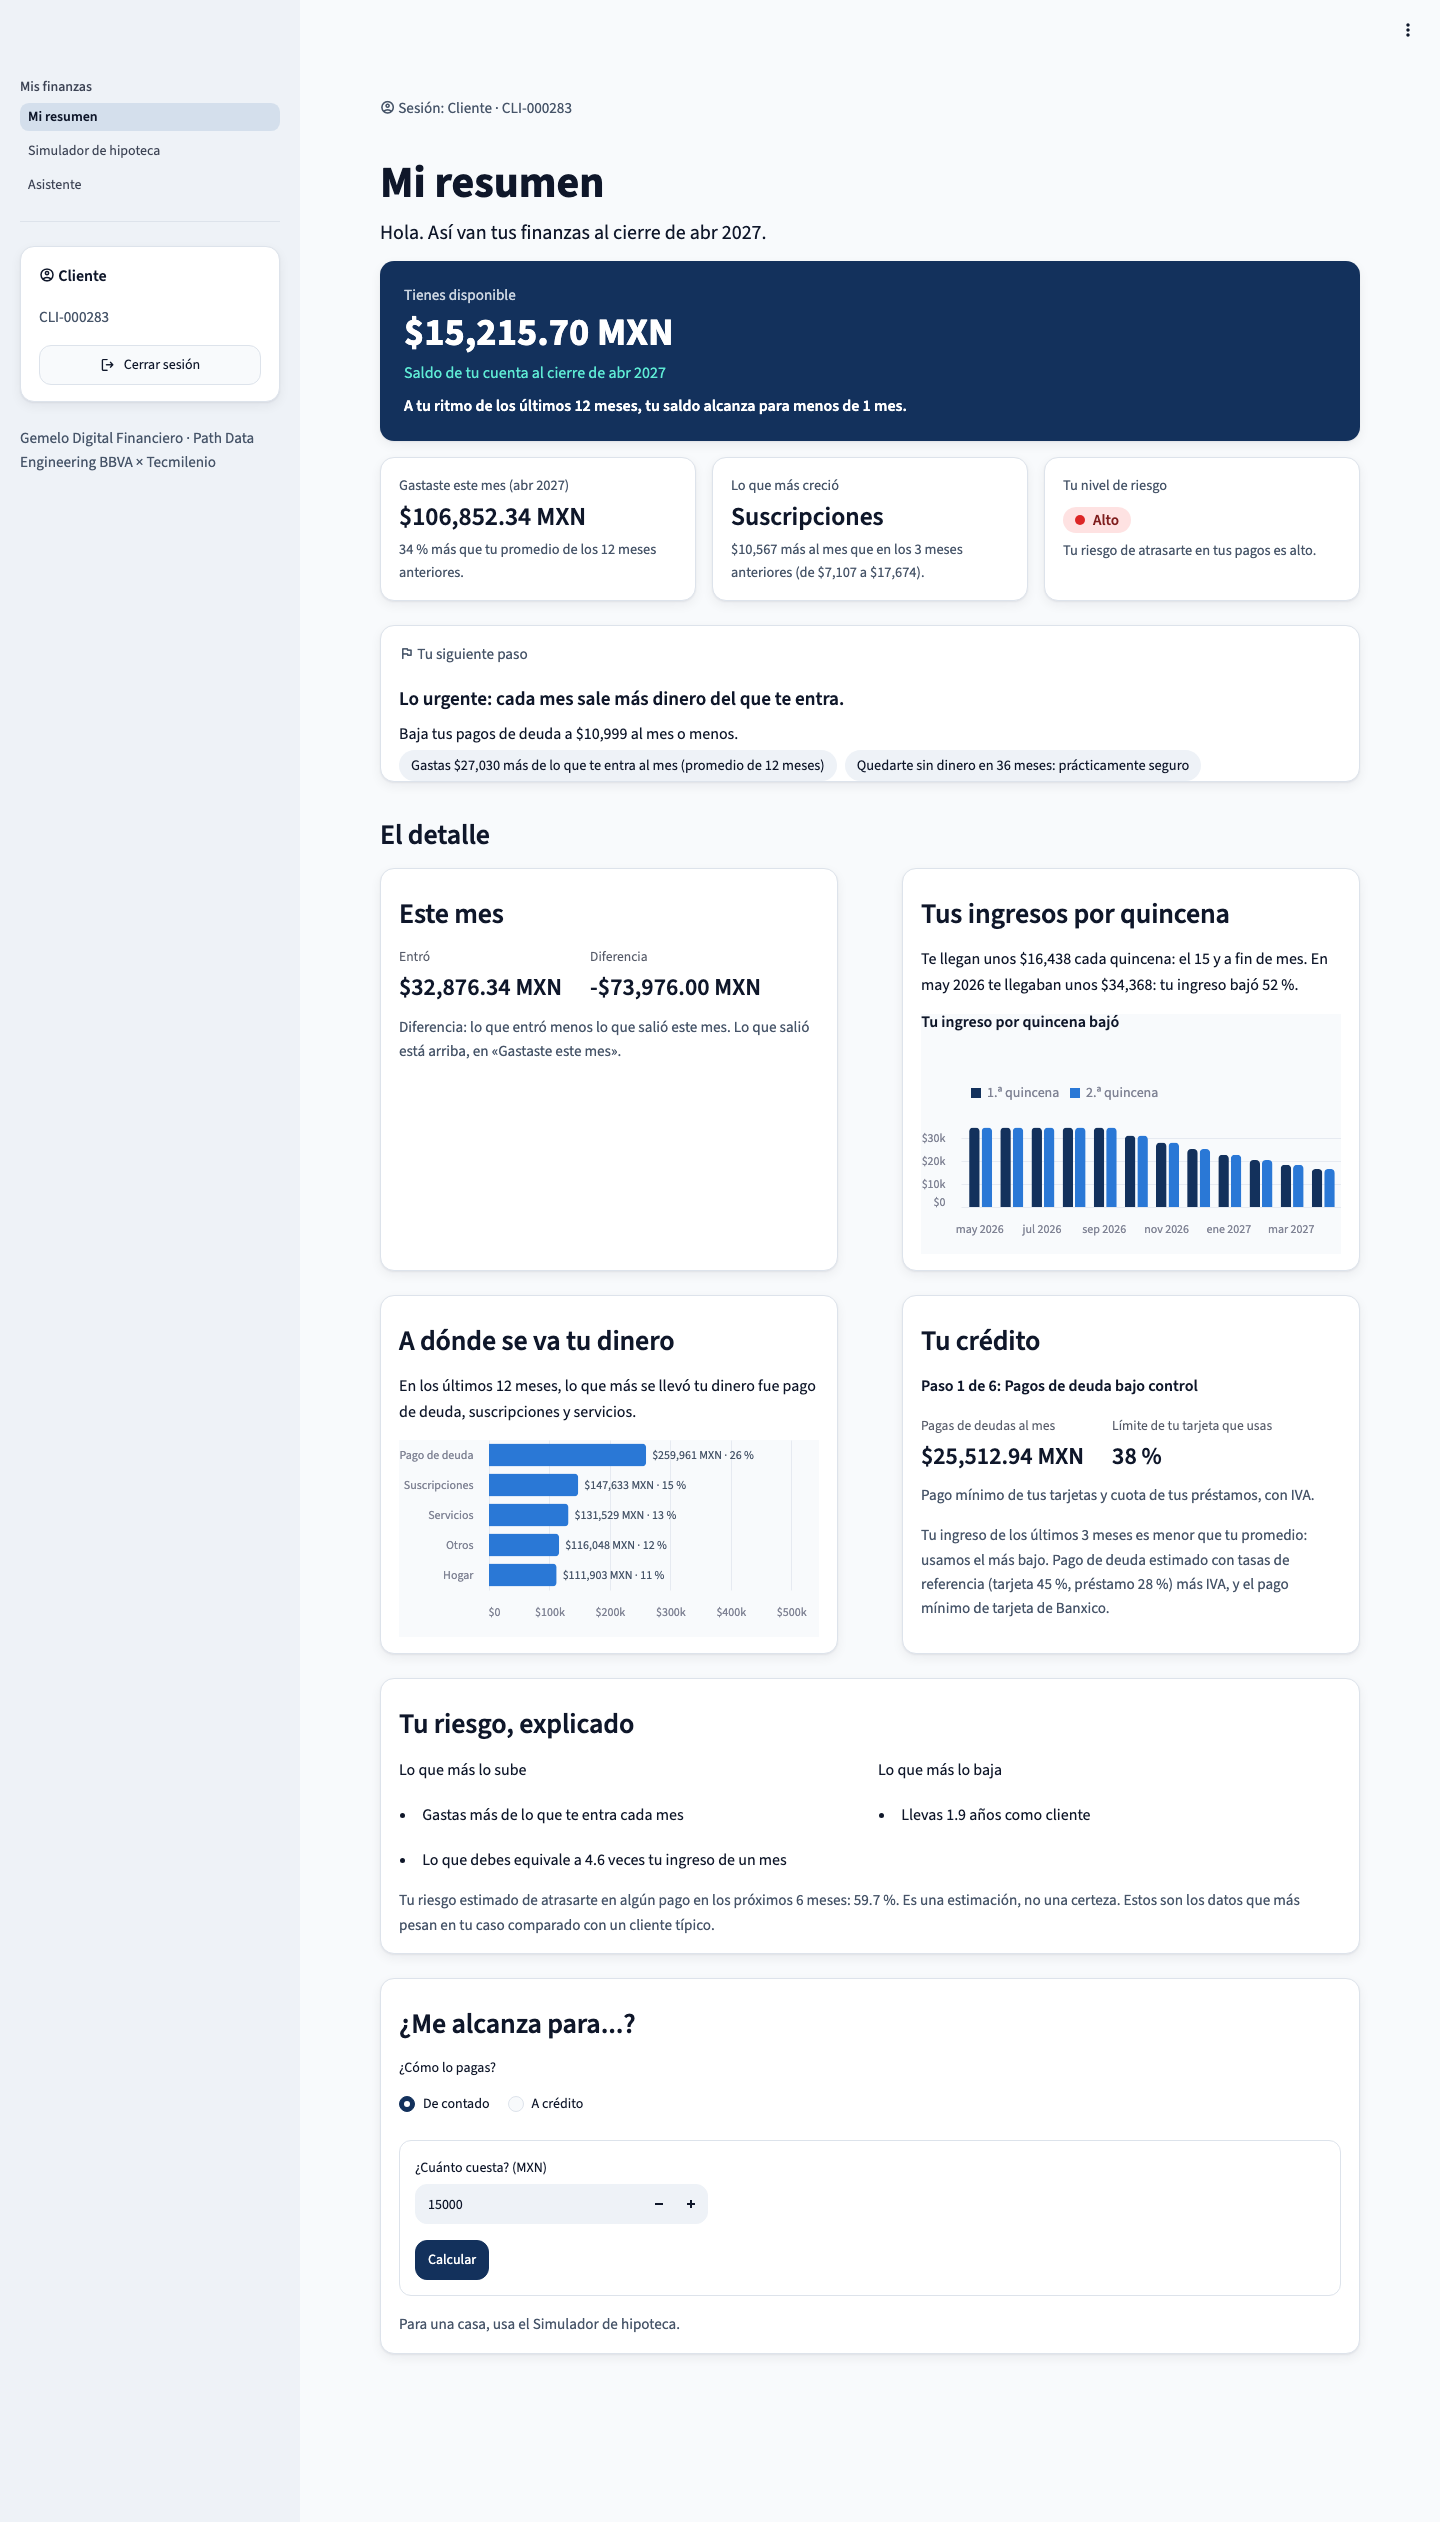 Mis finanzas
Mi resumen
Simulador de hipoteca
Asistente
Cliente
CLI-000283
Cerrar sesión
Gemelo Digital Financiero · Path Data
Engineering BBVA × Tecmilenio
Sesión: Cliente · CLI-000283
Mi resumen
Hola. Así van tus finanzas al cierre de abr 2027.
Tienes disponible
$15,215.70 MXN
Saldo de tu cuenta al cierre de abr 2027
A tu ritmo de los últimos 12 meses, tu saldo alcanza para menos de 1 mes.
Gastaste este mes (abr 2027)
$106,852.34 MXN
34 % más que tu promedio de los 12 meses
anteriores.
Lo que más creció
Suscripciones
$10,567 más al mes que en los 3 meses
anteriores (de $7,107 a $17,674).
Tu nivel de riesgo
Alto
Tu riesgo de atrasarte en tus pagos es alto.
Tu siguiente paso
Lo urgente: cada mes sale más dinero del que te entra.
Baja tus pagos de deuda a $10,999 al mes o menos.
Gastas $27,030 más de lo que te entra al mes (promedio de 12 meses)
Quedarte sin dinero en 36 meses: prácticamente seguro
El detalle
Este mes
Entró
$32,876.34 MXN
Diferencia
-$73,976.00 MXN
Diferencia: lo que entró menos lo que salió este mes. Lo que salió
está arriba, en «Gastaste este mes».
Tus ingresos por quincena
Te llegan unos $16,438 cada quincena: el 15 y a fin de mes. En
may 2026 te llegaban unos $34,368: tu ingreso bajó 52 %.
Tu ingreso por quincena bajó
1.ª quincena
2.ª quincena
$30k
$20k
$10k
$0
may 2026
jul 2026
sep 2026
nov 2026
ene 2027
mar 2027
A dónde se va tu dinero
En los últimos 12 meses, lo que más se llevó tu dinero fue pago
de deuda, suscripciones y servicios.
Pago de deuda
$259,961 MXN · 26 %
Suscripciones
$147,633 MXN · 15 %
Servicios
$131,529 MXN · 13 %
Otros
$116,048 MXN · 12 %
Hogar
$111,903 MXN · 11 %
$0
$100k
$200k
$300k
$400k
$500k
Tu crédito
Paso 1 de 6: Pagos de deuda bajo control
Pagas de deudas al mes
$25,512.94 MXN
Límite de tu tarjeta que usas
38 %
Pago mínimo de tus tarjetas y cuota de tus préstamos, con IVA.
Tu ingreso de los últimos 3 meses es menor que tu promedio:
usamos el más bajo. Pago de deuda estimado con tasas de
referencia (tarjeta 45 %, préstamo 28 %) más IVA, y el pago
mínimo de tarjeta de Banxico.
Tu riesgo, explicado
Lo que más lo sube
Gastas más de lo que te entra cada mes
Lo que debes equivale a 4.6 veces tu ingreso de un mes
Lo que más lo baja
Llevas 1.9 años como cliente
Tu riesgo estimado de atrasarte en algún pago en los próximos 6 meses: 59.7 %. Es una estimación, no una certeza. Estos son los datos que más
pesan en tu caso comparado con un cliente típico.
¿Me alcanza para...?
¿Cómo lo pagas?
De contado
A crédito
¿Cuánto cuesta? (MXN)
15000
Calcular
Para una casa, usa el Simulador de hipoteca.